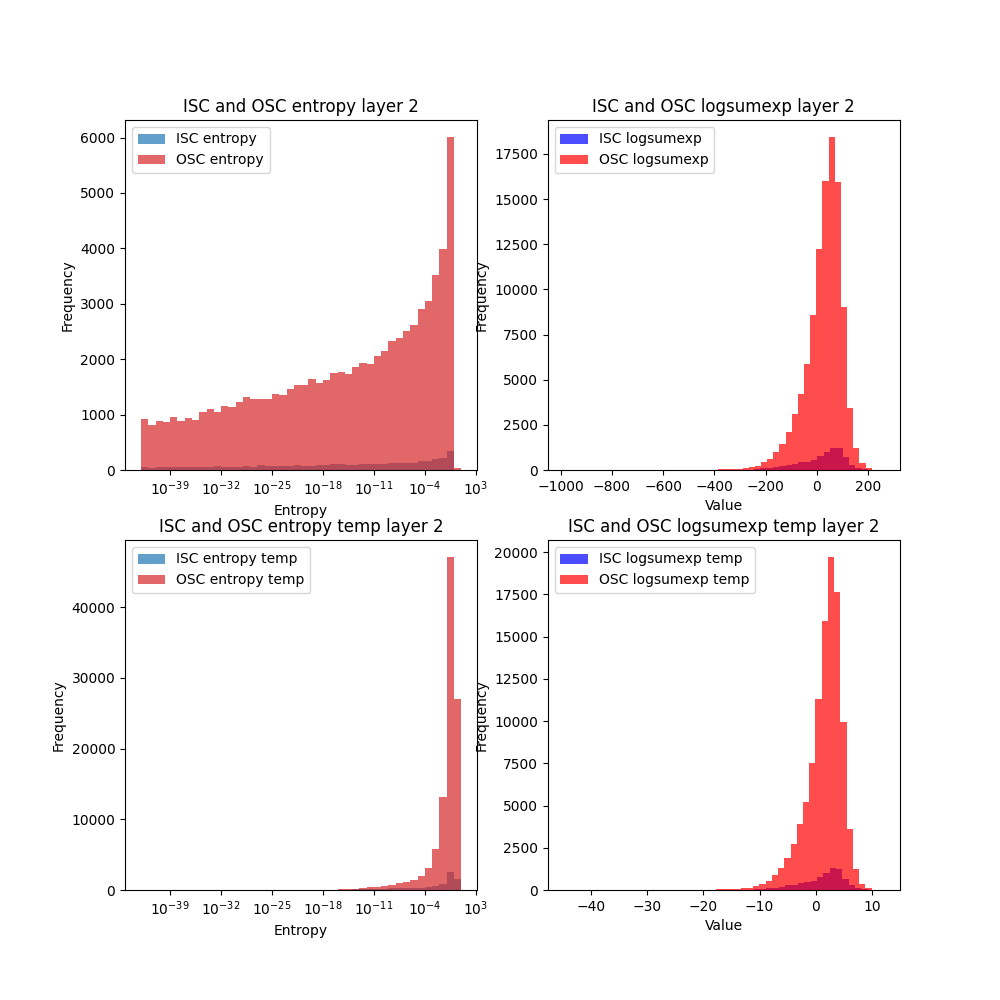 ISC and OSC entropy layer 2
ISC entropy
OSC entropy
Frequency
6000
5000
4000
3000
2000
1000
0
10^−39
10^−32
10^−25
10^−18
10^−11
10^−4
10^3
Entropy
ISC and OSC logsumexp layer 2
ISC logsumexp
OSC logsumexp
Frequency
17500
15000
12500
10000
7500
5000
2500
0
−1000
−800
−600
−400
−200
0
200
Value
ISC and OSC entropy temp layer 2
ISC entropy temp
OSC entropy temp
Frequency
40000
30000
20000
10000
0
10^−39
10^−32
10^−25
10^−18
10^−11
10^−4
10^3
Entropy
ISC and OSC logsumexp temp layer 2
ISC logsumexp temp
OSC logsumexp temp
Frequency
20000
17500
15000
12500
10000
7500
5000
2500
0
−40
−30
−20
−10
0
10
Value